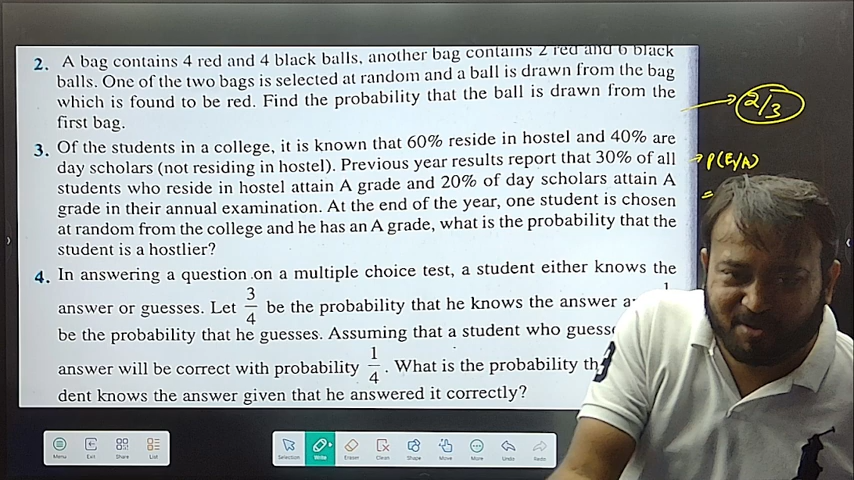 2. A bag contains 4 red and 4 black balls, another bag contains 2 red and 6 black
balls. One of the two bags is selected at random and a ball is drawn from the bag
which is found to be red. Find the probability that the ball is drawn from the
first bag.
2/3
3. Of the students in a college, it is known that 60% reside in hostel and 40% are
day scholars (not residing in hostel). Previous year results report that 30% of all
P(E₁/A)
students who reside in hostel attain A grade and 20% of day scholars attain A
=
grade in their annual examination. At the end of the year, one student is chosen
at random from the college and he has an A grade, what is the probability that the
student is a hostlier?
4. In answering a question on a multiple choice test, a student either knows the
answer or guesses. Let 3/4 be the probability that he knows the answer a
be the probability that he guesses. Assuming that a student who guess
answer will be correct with probability 1/4. What is the probability th
dent knows the answer given that he answered it correctly?
Menu Exit Share List Selection Write Eraser Clean Shape Move More Undo Redo
3